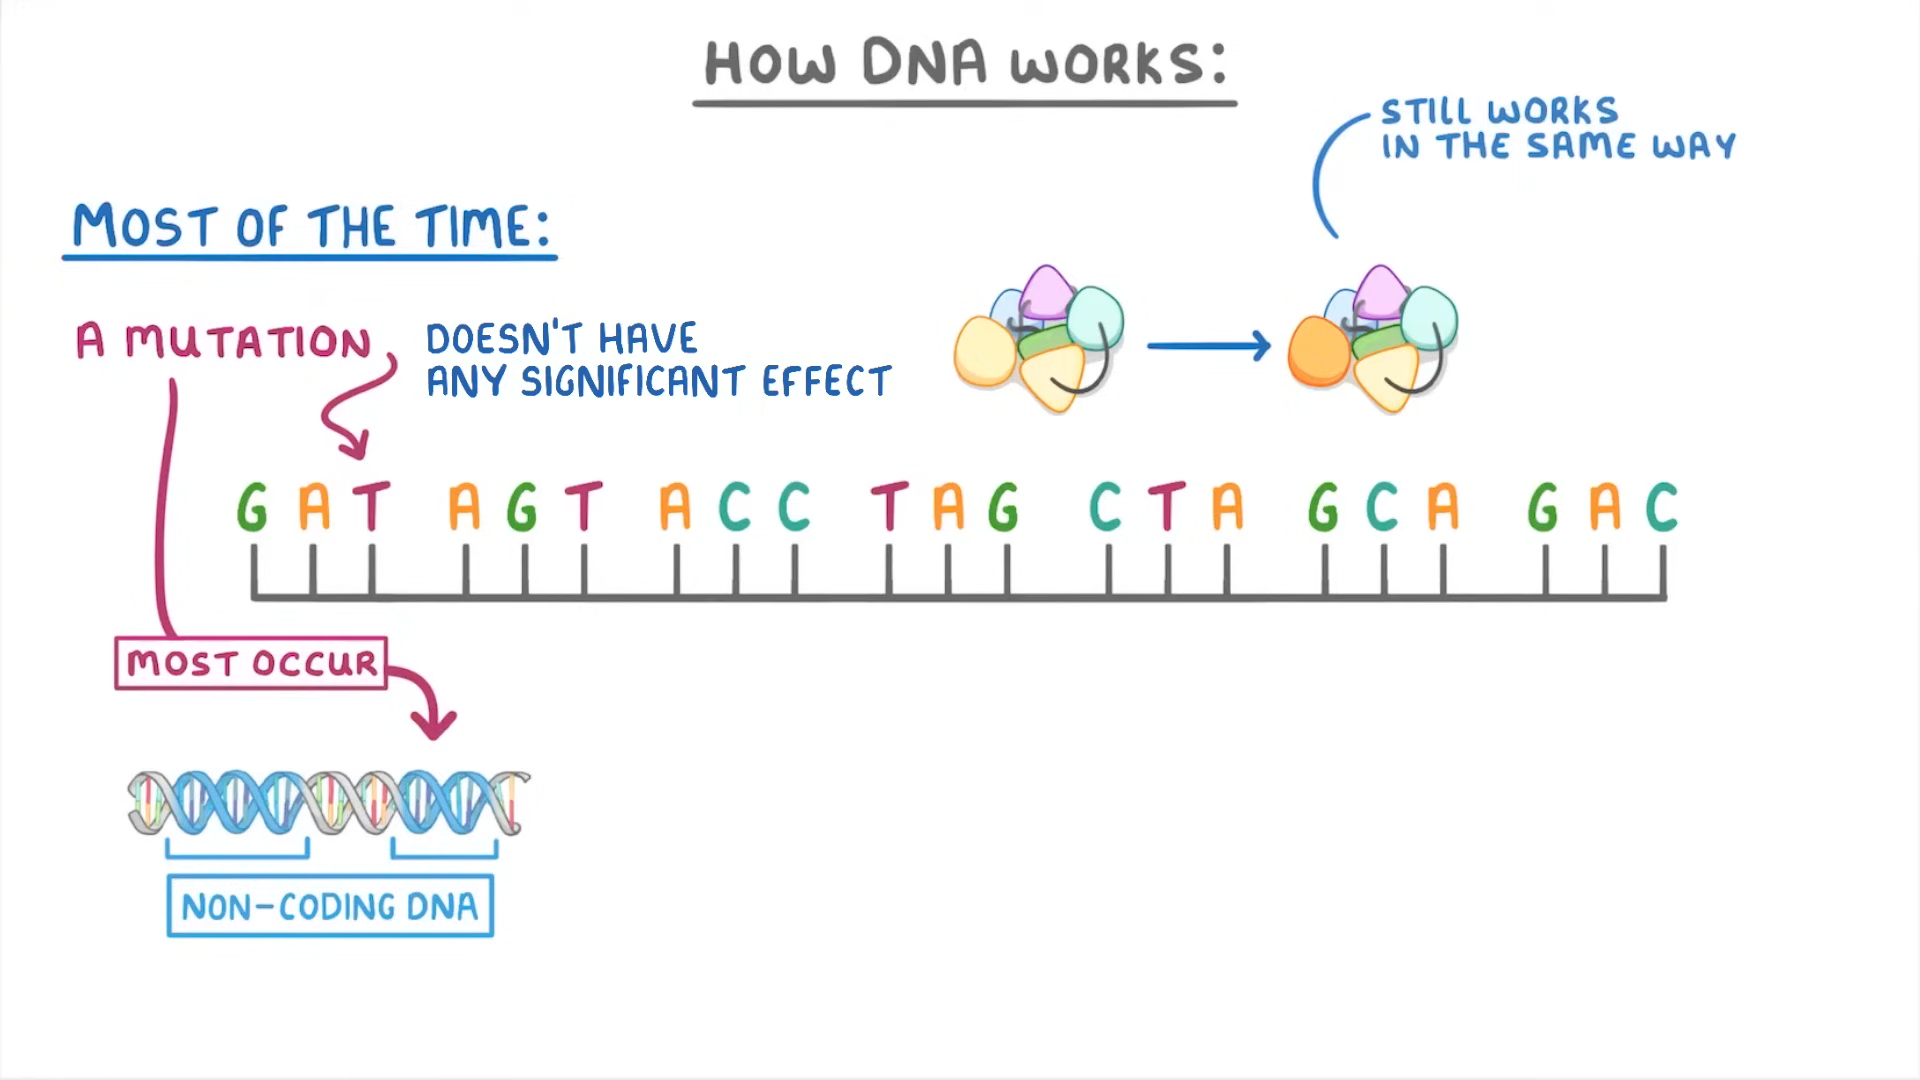 HOW DNA WORKS:
STILL WORKS
IN THE SAME WAY
MOST OF THE TIME:
A MUTATION
DOESN'T HAVE
ANY SIGNIFICANT EFFECT
G A T A G T A C C T A G C T A G C A G A C
MOST OCCUR
NON-CODING DNA